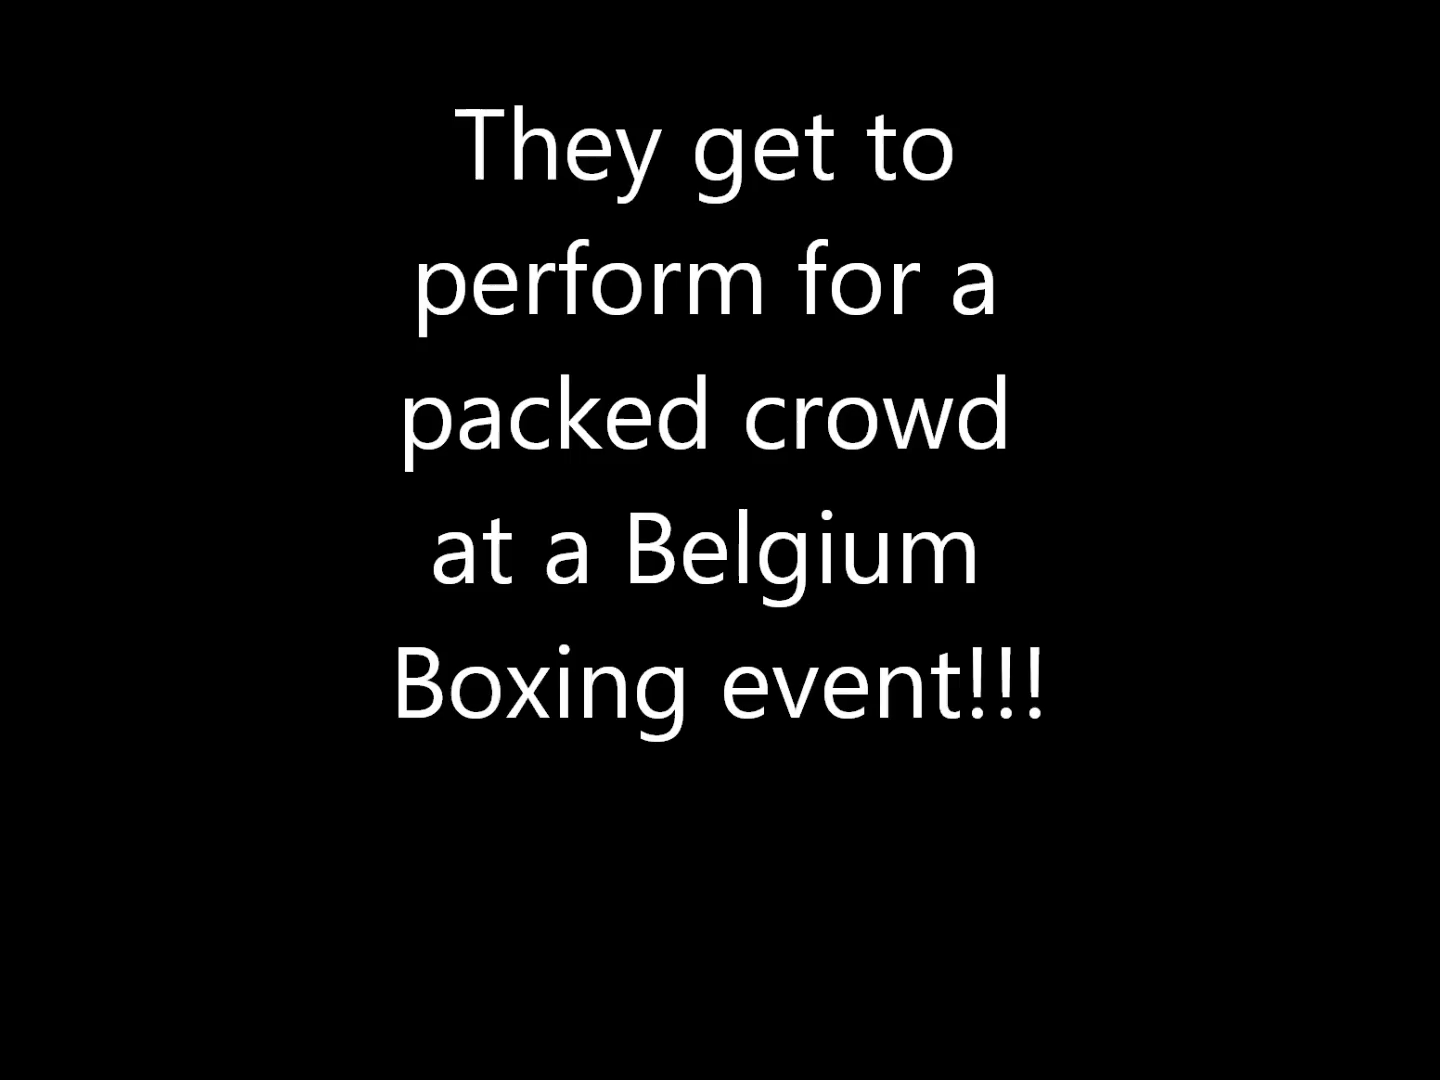 They get to
perform for a
packed crowd
at a Belgium
Boxing event!!!